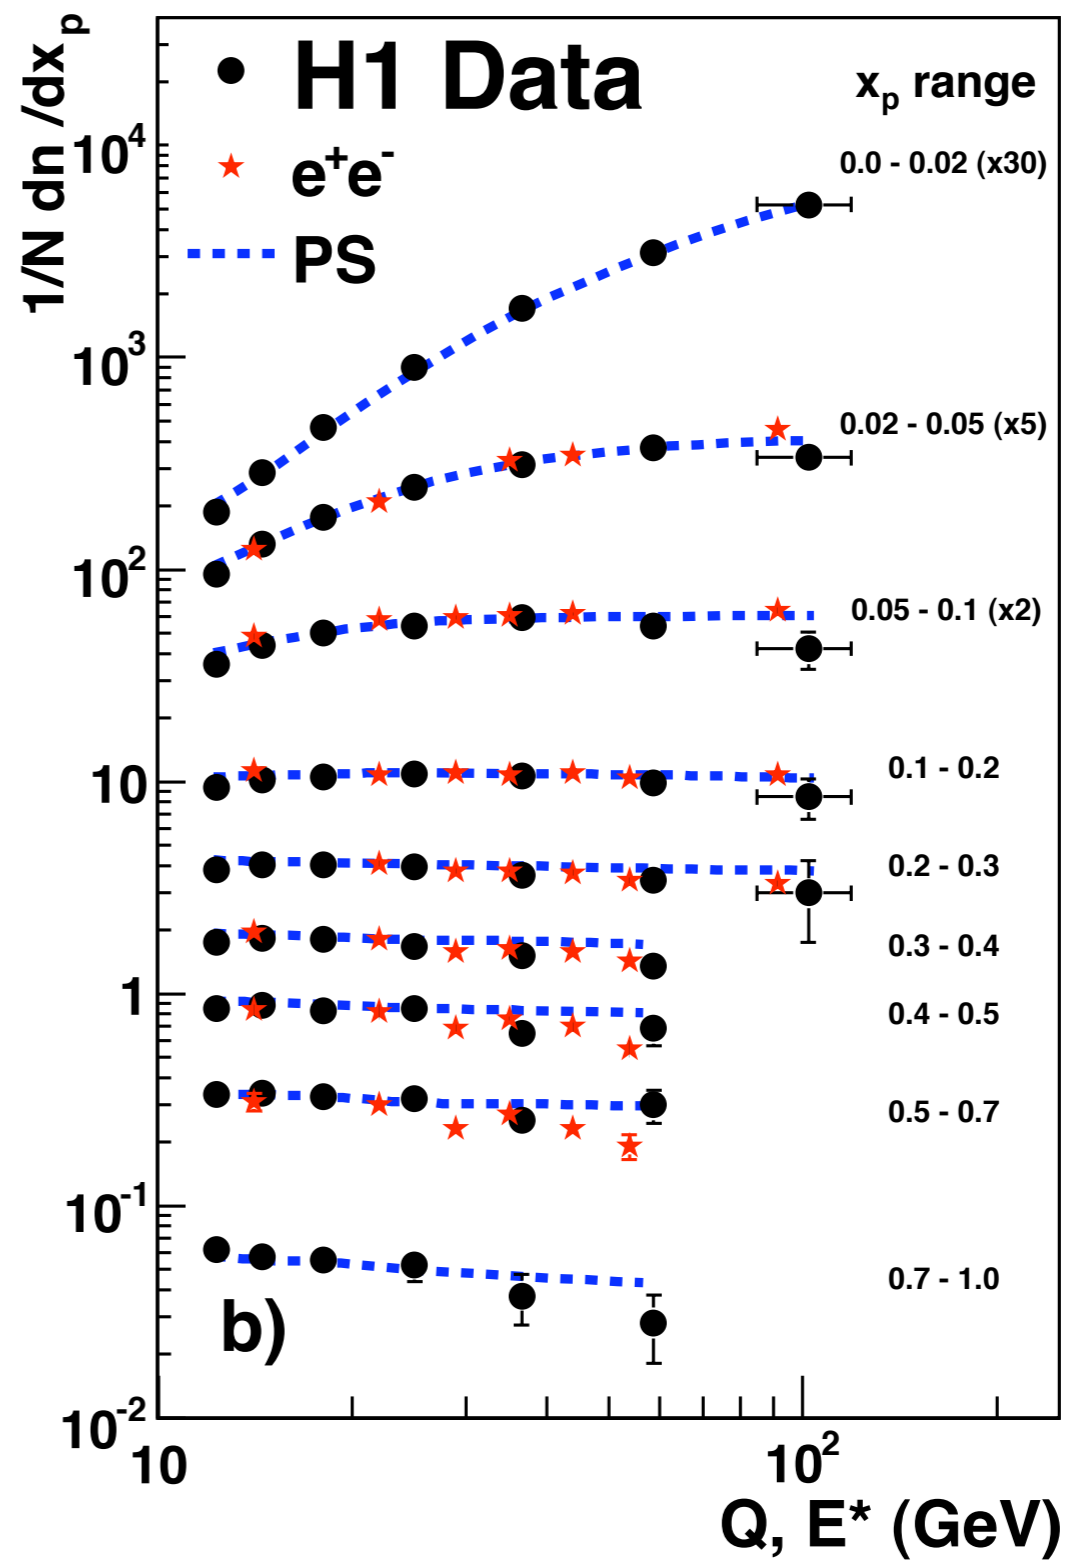 1/N dn /dx_p
H1 Data
e⁺e⁻
PS
x_p range
0.0 - 0.02 (x30)
0.02 - 0.05 (x5)
0.05 - 0.1 (x2)
0.1 - 0.2
0.2 - 0.3
0.3 - 0.4
0.4 - 0.5
0.5 - 0.7
0.7 - 1.0
10⁴
10³
10²
10
1
10⁻¹
10⁻²
b)
10
10²
Q, E* (GeV)